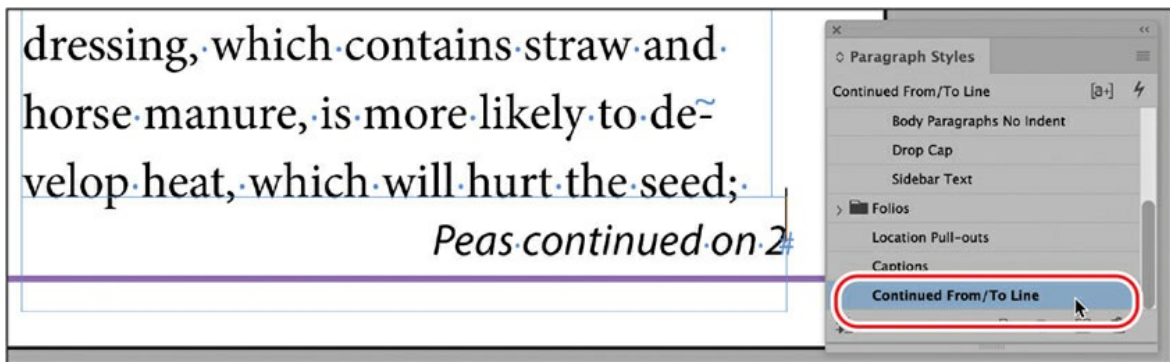 dressing, which contains straw and
horse manure, is more likely to de-
velop heat, which will hurt the seed;
Peas continued on 2#
Paragraph Styles
Continued From/To Line [a+]
Body Paragraphs No Indent
Drop Cap
Sidebar Text
Folios
Location Pull-outs
Captions
Continued From/To Line